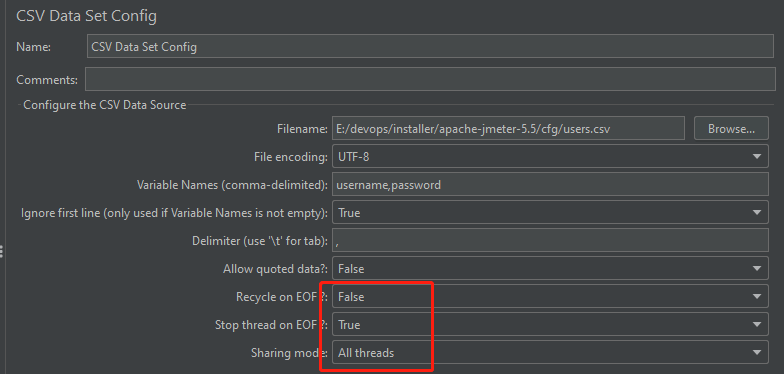 CSV Data Set Config
Name: CSV Data Set Config
Comments:
Configure the CSV Data Source
Filename: E:/devops/installer/apache-jmeter-5.5/cfg/users.csv Browse...
File encoding: UTF-8
Variable Names (comma-delimited): username,password
Ignore first line (only used if Variable Names is not empty): True
Delimiter (use '\t' for tab): ,
Allow quoted data?: False
Recycle on EOF ?: False
Stop thread on EOF ?: True
Sharing mode: All threads